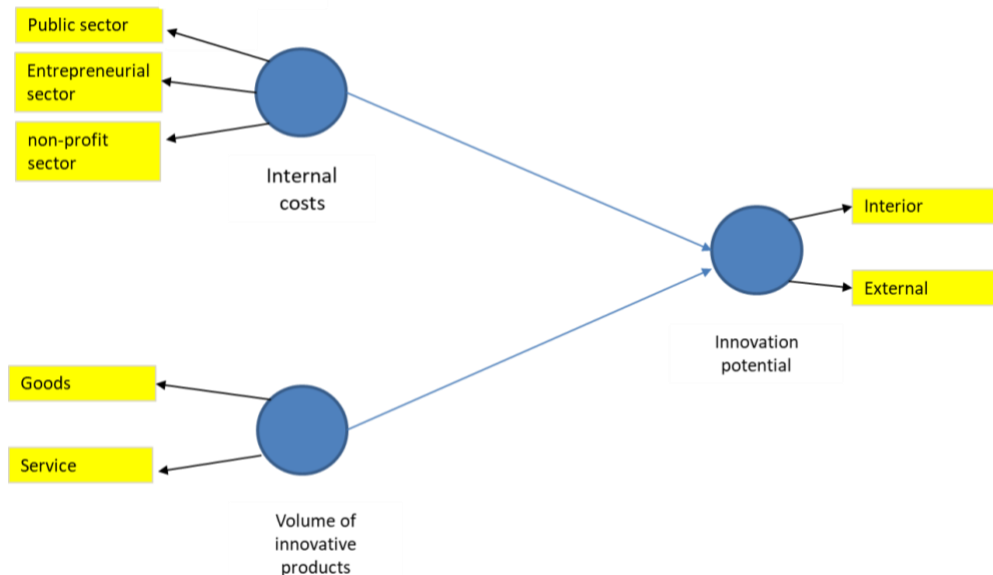 Public sector
Entrepreneurial
sector
non-profit
sector
Internal
costs
Interior
External
Innovation
potential
Goods
Service
Volume of
innovative
products